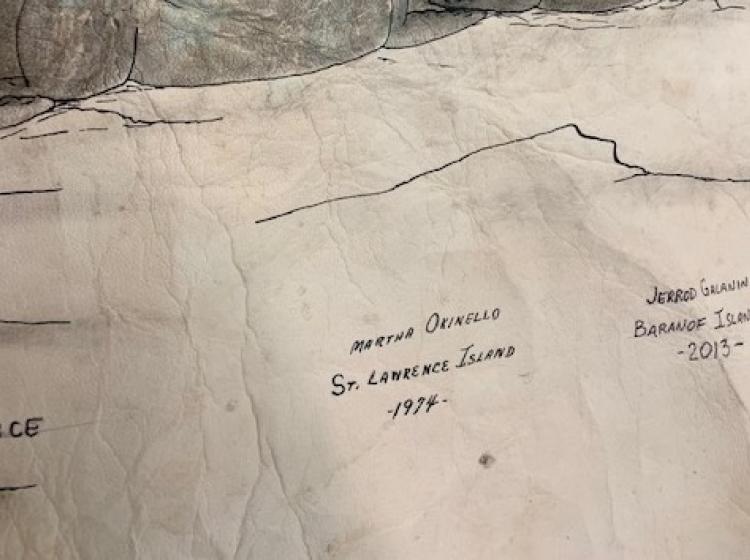 MARTHA OKINELLO
ST. LAWRENCE ISLAND
-1974-
JERROD GALANIN
BARANOF ISLAN
-2013-
CE